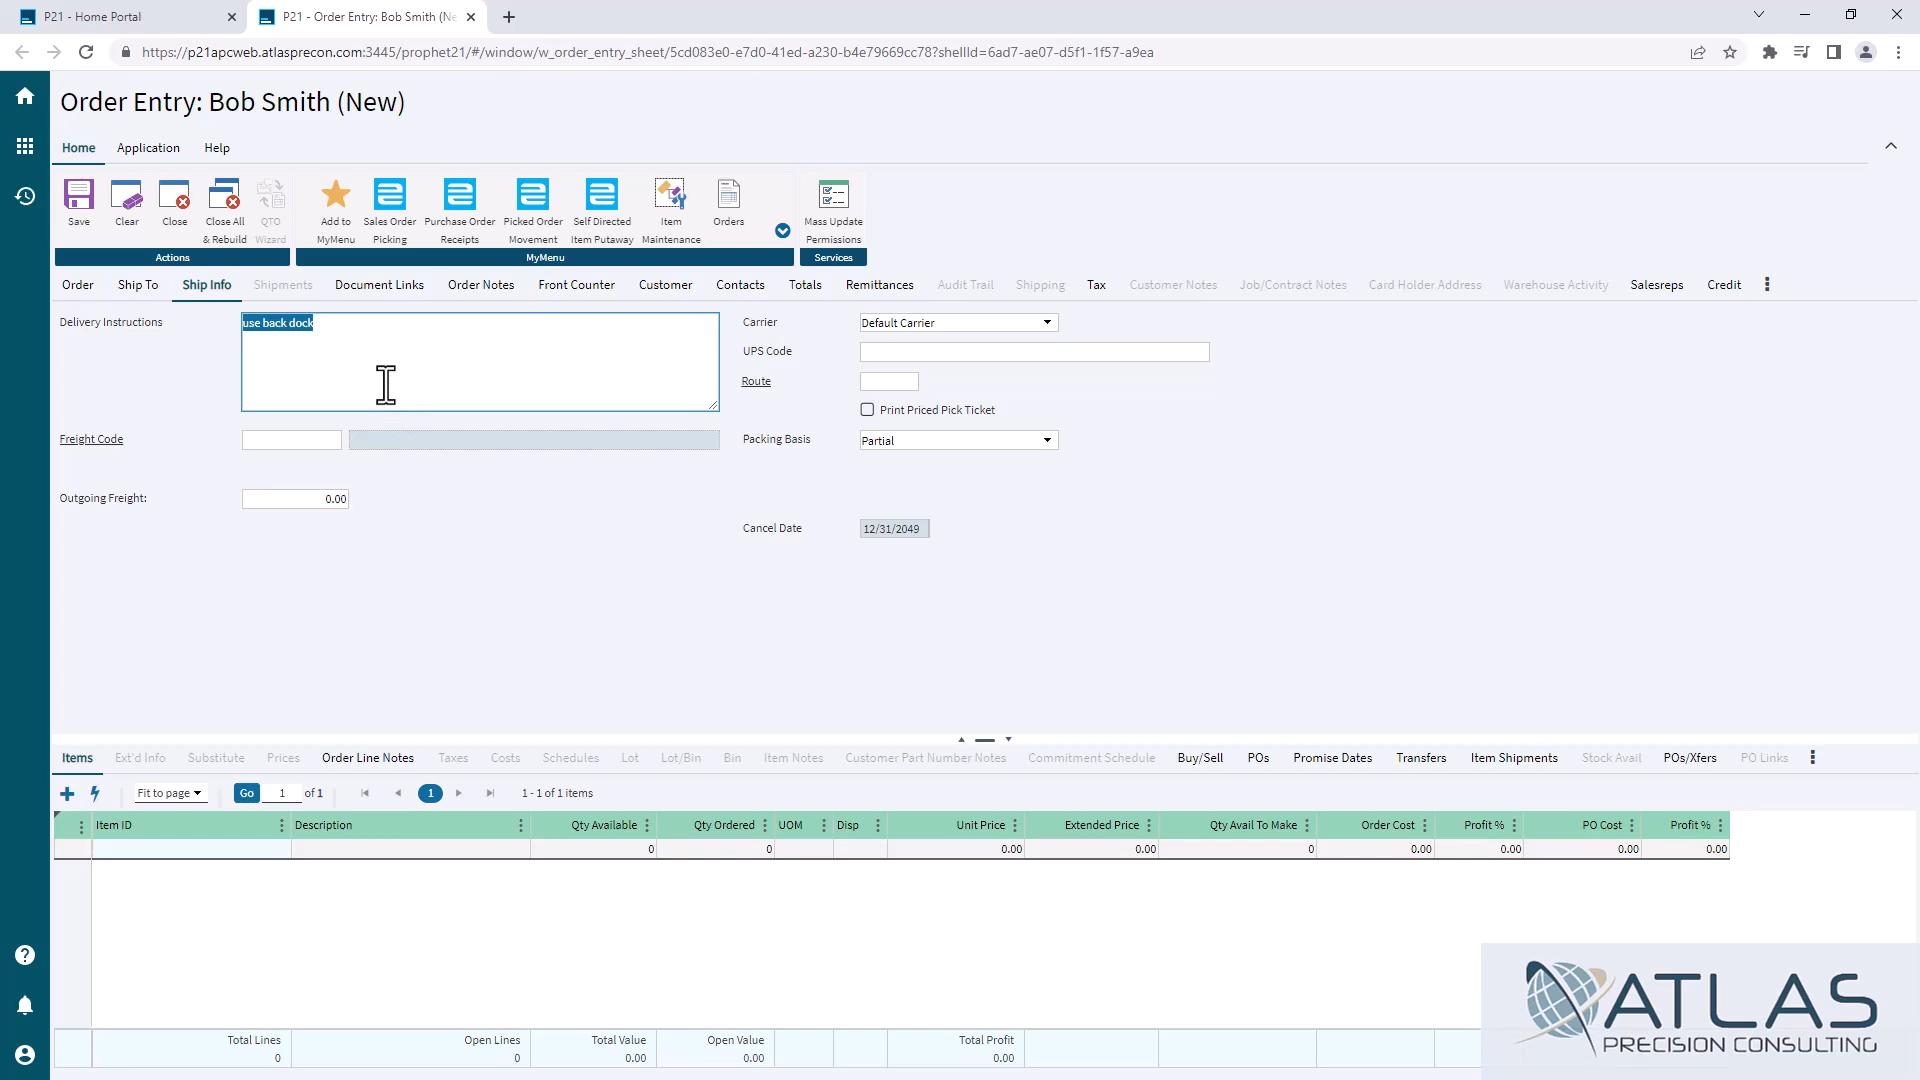 P21 - Home Portal
P21 - Order Entry: Bob Smith (Ne
https://p21apcweb.atlasprecon.com:3445/prophet21/#/window/w_order_entry_sheet/5cd083e0-e7d0-41ed-a230-b4e79669cc78?shellId=6ad7-ae07-d5f1-1f57-a9ea
Order Entry: Bob Smith (New)
Home Application Help
Save Clear Close Close All & Rebuild QTO Wizard Add to MyMenu Sales Order Picking Purchase Order Receipts Picked Order Movement Self Directed Item Putaway Item Maintenance Orders Mass Update Permissions
Actions MyMenu Services
Order Ship To Ship Info Shipments Document Links Order Notes Front Counter Customer Contacts Totals Remittances Audit Trail Shipping Tax Customer Notes Job/Contract Notes Card Holder Address Warehouse Activity Salesreps Credit
Delivery Instructions use back dock Carrier Default Carrier
UPS Code
Route
Print Priced Pick Ticket
Freight Code Packing Basis Partial
Outgoing Freight: 0.00
Cancel Date 12/31/2049
Items Ext'd Info Substitute Prices Order Line Notes Taxes Costs Schedules Lot Lot/Bin Bin Item Notes Customer Part Number Notes Commitment Schedule Buy/Sell POs Promise Dates Transfers Item Shipments Stock Avail POs/Xfers PO Links
Fit to page Go 1 of 1 1 1 - 1 of 1 items
Item ID Description Qty Available Qty Ordered UOM Disp Unit Price Extended Price Qty Avail To Make Order Cost Profit % PO Cost Profit %
0 0 0.00 0.00 0 0.00 0.00 0.00 0.00
Total Lines Open Lines Total Value Open Value Total Profit
0 0 0.00 0.00 0.00
ATLAS
PRECISION CONSULTING